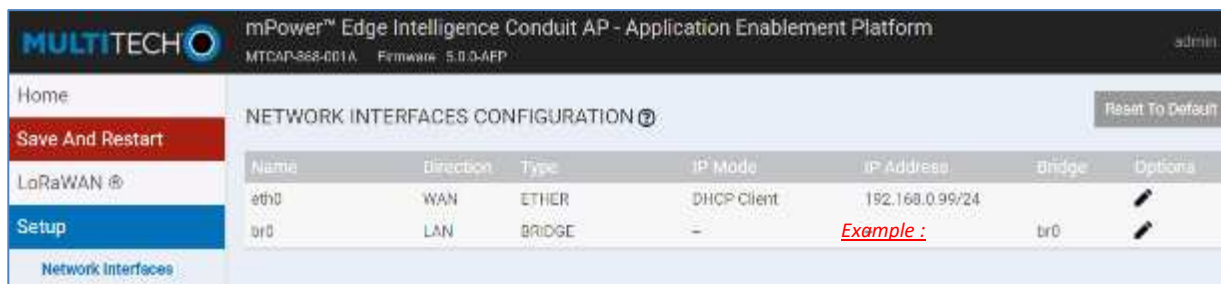 MULTITECH
mPower™ Edge Intelligence Conduit AP - Application Enablement Platform
MTCAP-868-001A Firmware 5.0.0-AEP
admin
Home
Save And Restart
LoRaWAN ®
Setup
Network Interfaces
NETWORK INTERFACES CONFIGURATION
Reset To Default
Name Direction Type IP Mode IP Address Bridge Options
eth0 WAN ETHER DHCP Client 192.168.0.99/24
br0 LAN BRIDGE – Example : br0